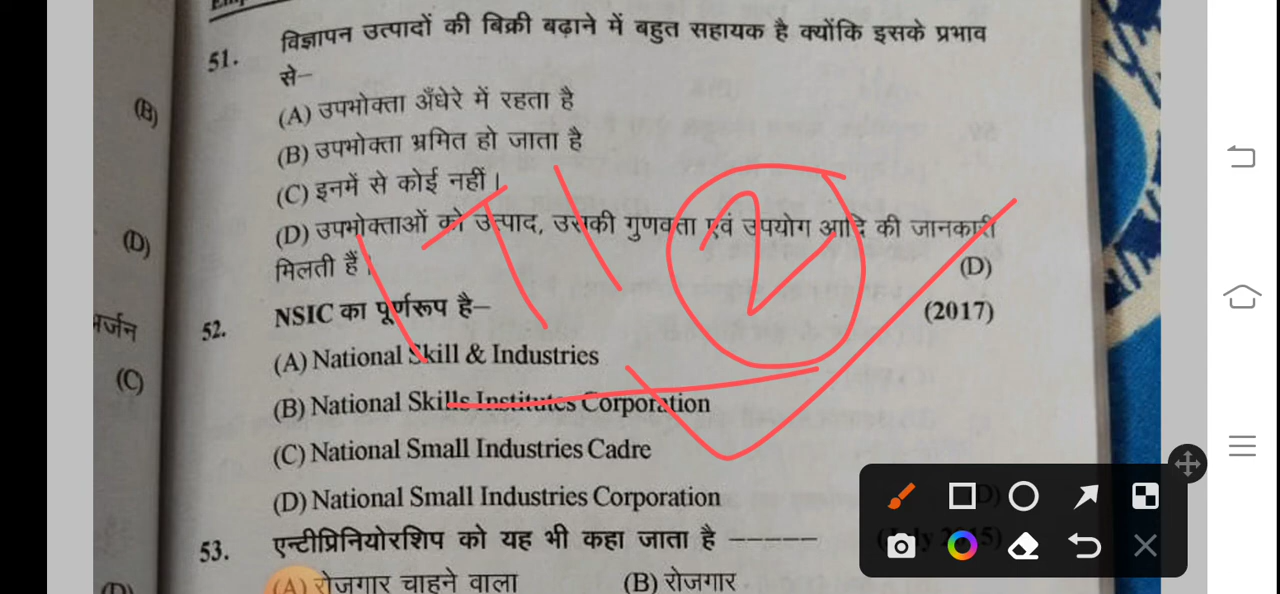 51.
विज्ञापन उत्पादों की बिक्री बढ़ाने में बहुत सहायक है क्योंकि इसके प्रभाव
से–
(A) उपभोक्ता अँधेरे में रहता है
(B)
(B) उपभोक्ता भ्रमित हो जाता है
(C) इनमें से कोई नहीं।
(D) उपभोक्ताओं को उत्पाद, उसकी गुणवता एवं उपयोग आदि की जानकारी
(D)
मिलती हैं।
(D)
52.
NSIC का पूर्णरूप है–
(2017)
(A) National Skill & Industries
(C)
(B) National Skills Institutes Corporation
(C) National Small Industries Cadre
(D) National Small Industries Corporation
D)
53.
एन्टीप्रिनियोरशिप को यह भी कहा जाता है -----
(A) रोजगार चाहने वाला
(B) रोजगार
(D)